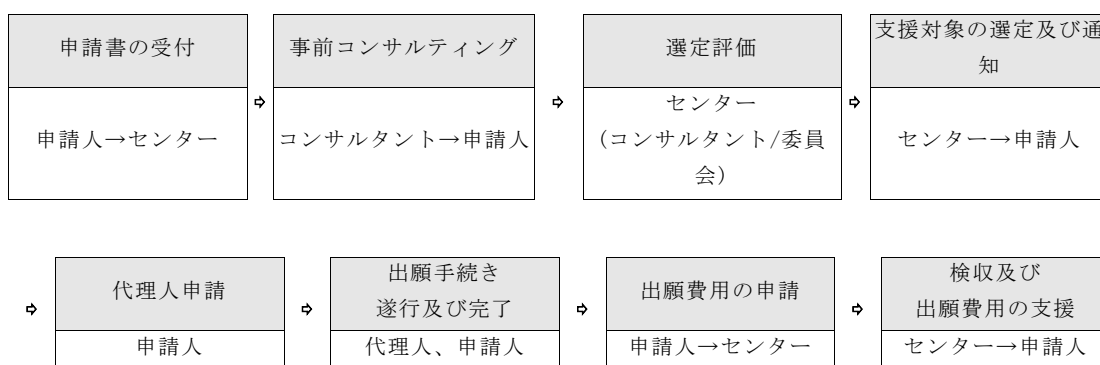 申請書の受付
事前コンサルティング
選定評価
支援対象の選定及び通
知
⇨
⇨
⇨
申請人→センター
コンサルタント→申請人
センター
(コンサルタント/委員
会)
センター→申請人
⇨
代理人申請
⇨
出願手続き
遂行及び完了
⇨
出願費用の申請
⇨
検収及び
出願費用の支援
申請人
代理人、申請人
申請人→センター
センター→申請人